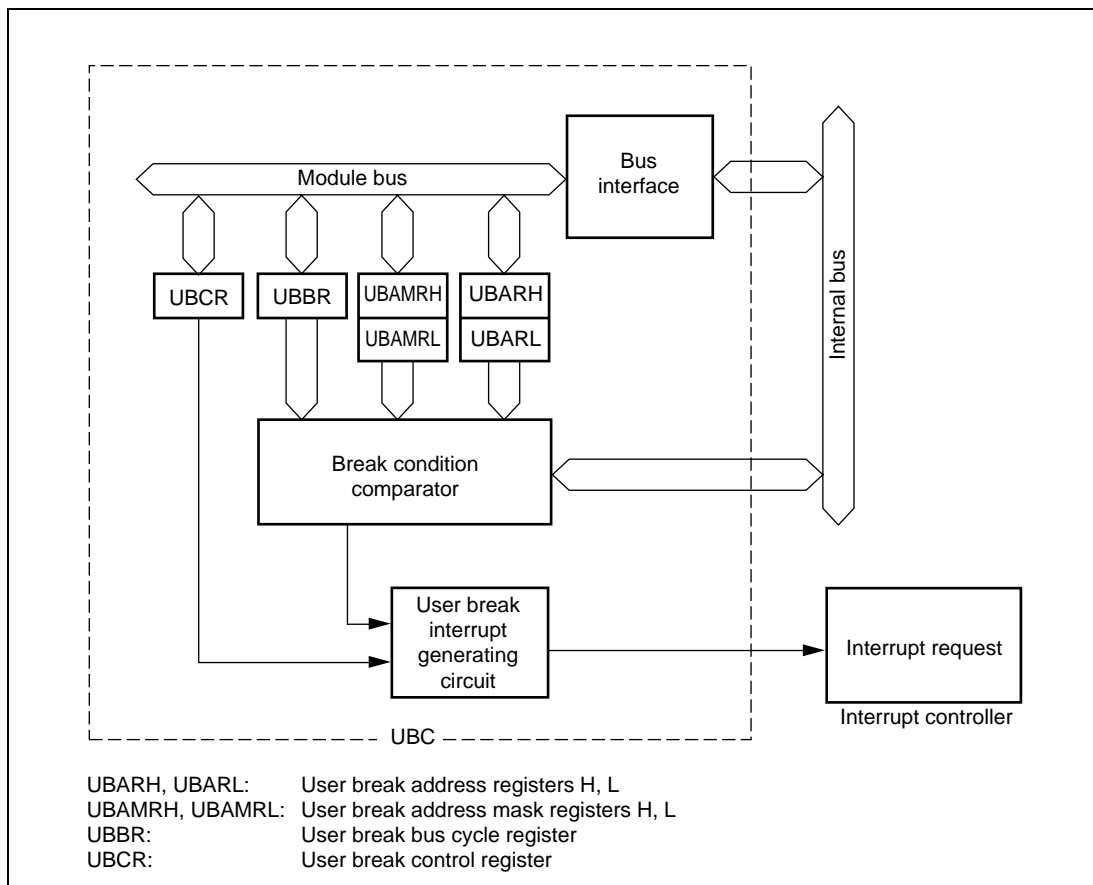 Bus
interface
Module bus
Internal bus
UBCR
UBBR
UBAMRH
UBARH
UBAMRL
UBARL
Break condition
comparator
User break
interrupt
generating
circuit
Interrupt request
Interrupt controller
UBC
UBARH, UBARL: User break address registers H, L
UBAMRH, UBAMRL: User break address mask registers H, L
UBBR: User break bus cycle register
UBCR: User break control register